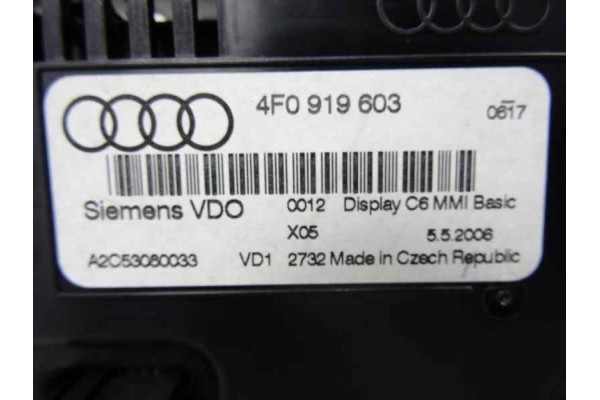 4F0 919 603
0617
Siemens VDO 0012 Display C6 MMI Basic
X05 5.5.2006
A2C53080033 VD1 2732 Made in Czech Republic